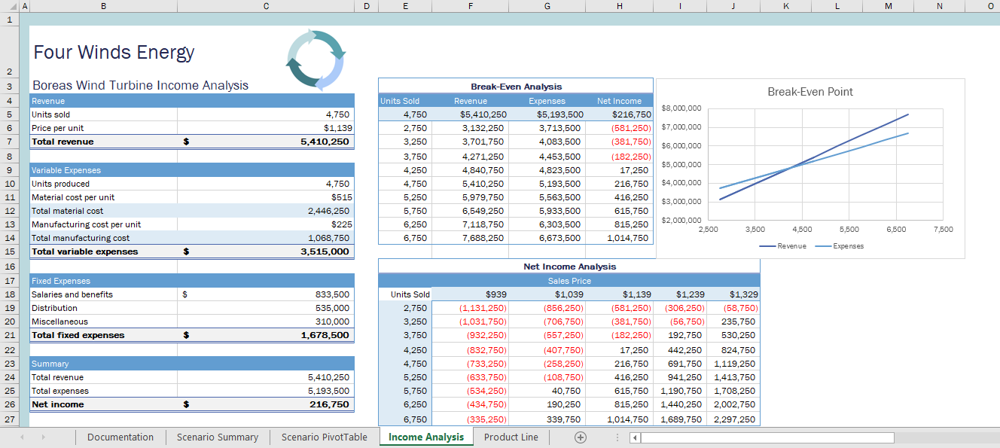 A B C D E F G H I J K L M N O
1
2 Four Winds Energy
3 Boreas Wind Turbine Income Analysis Break-Even Analysis
4 Revenue Units Sold Revenue Expenses Net Income
5 Units sold 4,750 4,750 $5,410,250 $5,193,500 $216,750
6 Price per unit $1,139 2,750 3,132,250 3,713,500 (581,250)
7 Total revenue $ 5,410,250 3,250 3,701,750 4,083,500 (381,750)
8 3,750 4,271,250 4,453,500 (182,250)
9 Variable Expenses 4,250 4,840,750 4,823,500 17,250
10 Units produced 4,750 4,750 5,410,250 5,193,500 216,750
11 Material cost per unit $515 5,250 5,979,750 5,563,500 416,250
12 Total material cost 2,446,250 5,750 6,549,250 5,933,500 615,750
13 Manufacturing cost per unit $225 6,250 7,118,750 6,303,500 815,250
14 Total manufacturing cost 1,068,750 6,750 7,688,250 6,673,500 1,014,750
15 Total variable expenses $ 3,515,000
Break-Even Point
$8,000,000
$7,000,000
$6,000,000
$5,000,000
$4,000,000
$3,000,000
$2,000,000
2,500 3,500 4,500 5,500 6,500 7,500
Revenue Expenses
16 Net Income Analysis
17 Fixed Expenses Sales Price
18 Salaries and benefits $ 833,500 Units Sold $939 $1,039 $1,139 $1,239 $1,329
19 Distribution 535,000 2,750 (1,131,250) (856,250) (581,250) (306,250) (58,750)
20 Miscellaneous 310,000 3,250 (1,031,750) (706,750) (381,750) (56,750) 235,750
21 Total fixed expenses $ 1,678,500 3,750 (932,250) (557,250) (182,250) 192,750 530,250
22 4,250 (832,750) (407,750) 17,250 442,250 824,750
23 Summary 4,750 (733,250) (258,250) 216,750 691,750 1,119,250
24 Total revenue 5,410,250 5,250 (633,750) (108,750) 416,250 941,250 1,413,750
25 Total expenses 5,193,500 5,750 (534,250) 40,750 615,750 1,190,750 1,708,250
26 Net income $ 216,750 6,250 (434,750) 190,250 815,250 1,440,250 2,002,750
27 6,750 (335,250) 339,750 1,014,750 1,689,750 2,297,250
Documentation Scenario Summary Scenario PivotTable Income Analysis Product Line